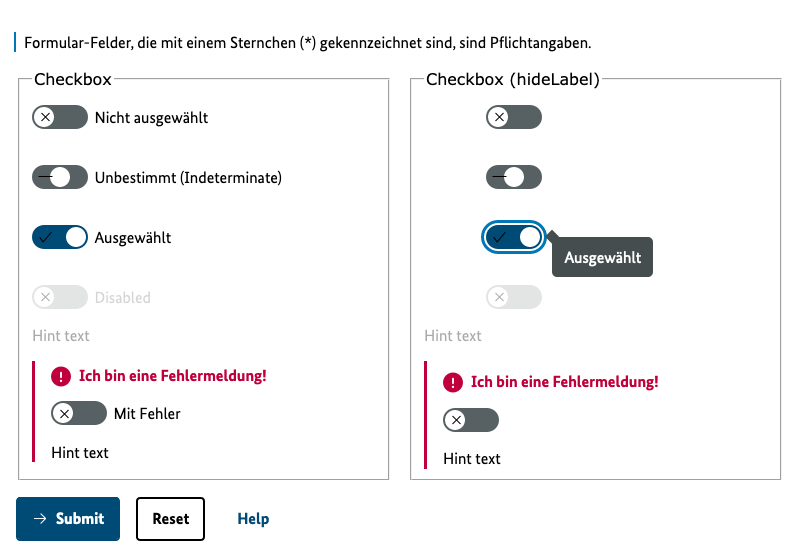 Formular-Felder, die mit einem Sternchen (*) gekennzeichnet sind, sind Pflichtangaben.
Checkbox
Nicht ausgewählt
Unbestimmt (Indeterminate)
Ausgewählt
Disabled
Hint text
Ich bin eine Fehlermeldung!
Mit Fehler
Hint text
Checkbox (hideLabel)
Ausgewählt
Hint text
Ich bin eine Fehlermeldung!
Hint text
Submit
Reset
Help